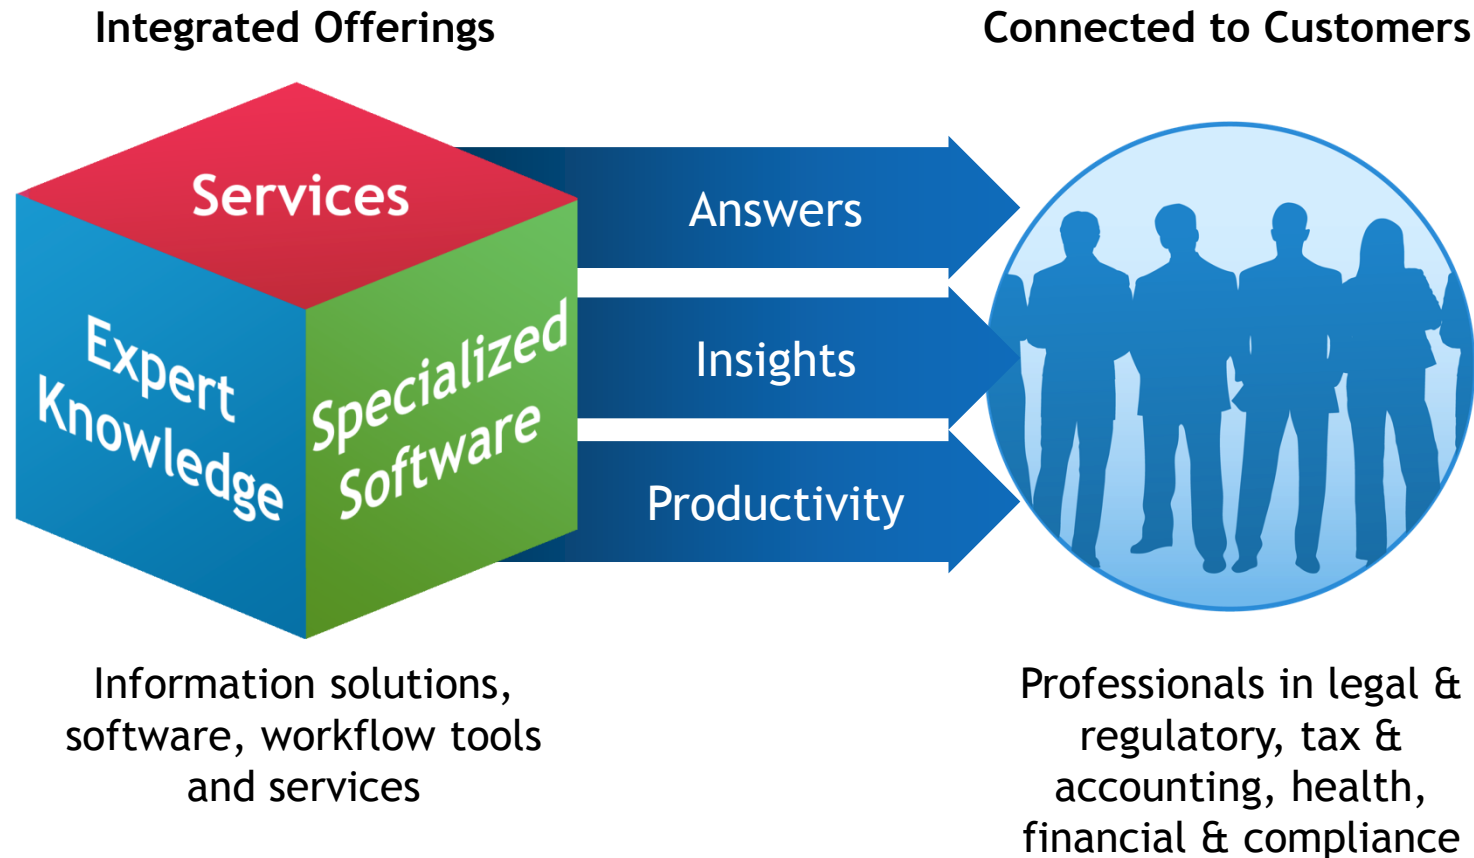 Integrated Offerings
Connected to Customers
Services
Expert
Knowledge
Specialized
Software
Answers
Insights
Productivity
Information solutions,
software, workflow tools
and services
Professionals in legal &
regulatory, tax &
accounting, health,
financial & compliance